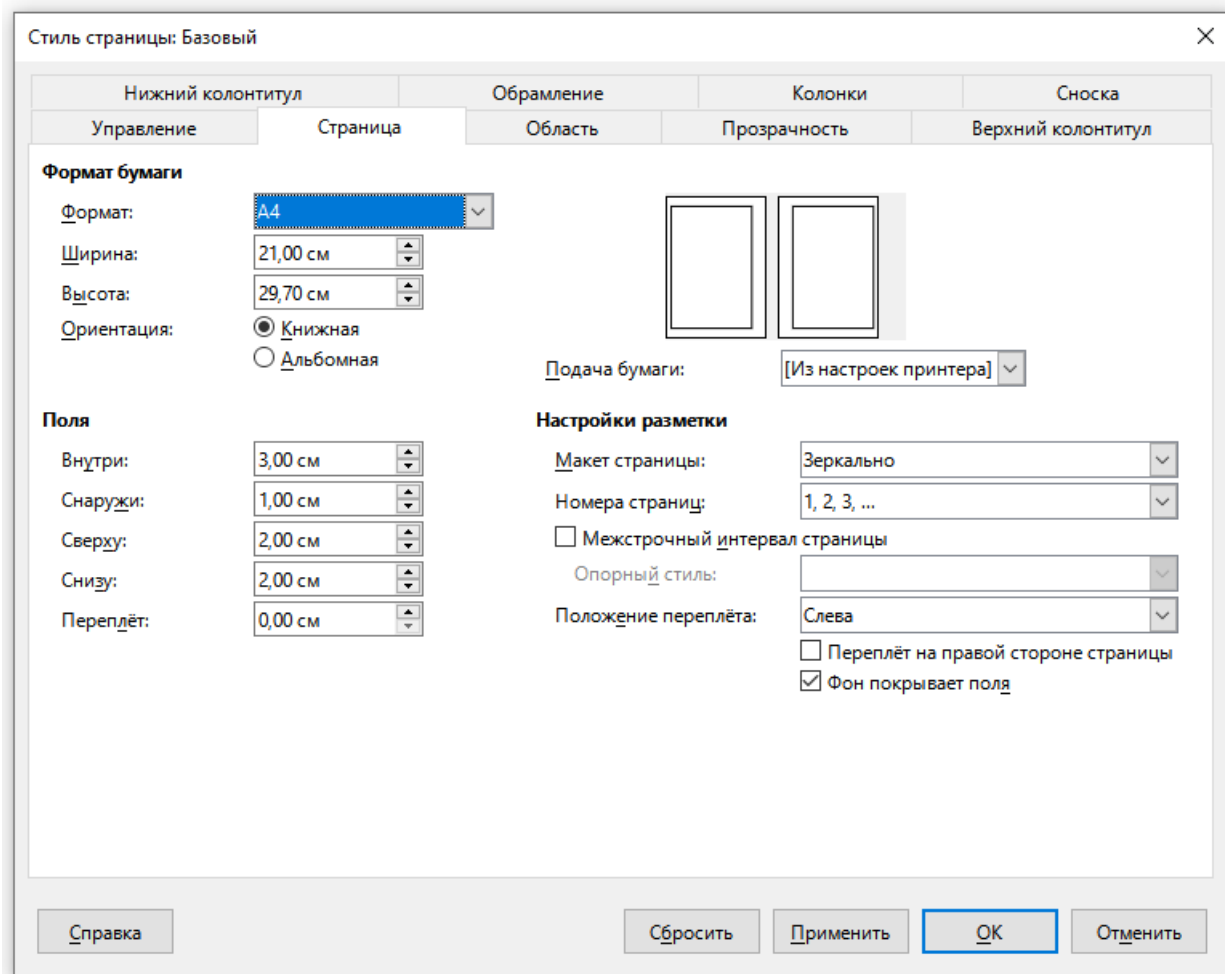 Стиль страницы: Базовый
Нижний колонтитул Обрамление Колонки Сноска
Управление Страница Область Прозрачность Верхний колонтитул
Формат бумаги
Формат: A4
Ширина: 21,00 см
Высота: 29,70 см
Ориентация: Книжная
Альбомная
Подача бумаги: [Из настроек принтера]
Поля
Внутри: 3,00 см
Снаружи: 1,00 см
Сверху: 2,00 см
Снизу: 2,00 см
Переплёт: 0,00 см
Настройки разметки
Макет страницы: Зеркально
Номера страниц: 1, 2, 3, ...
Межстрочный интервал страницы
Опорный стиль:
Положение переплёта: Слева
Переплёт на правой стороне страницы
Фон покрывает поля
Справка Сбросить Применить OK Отменить